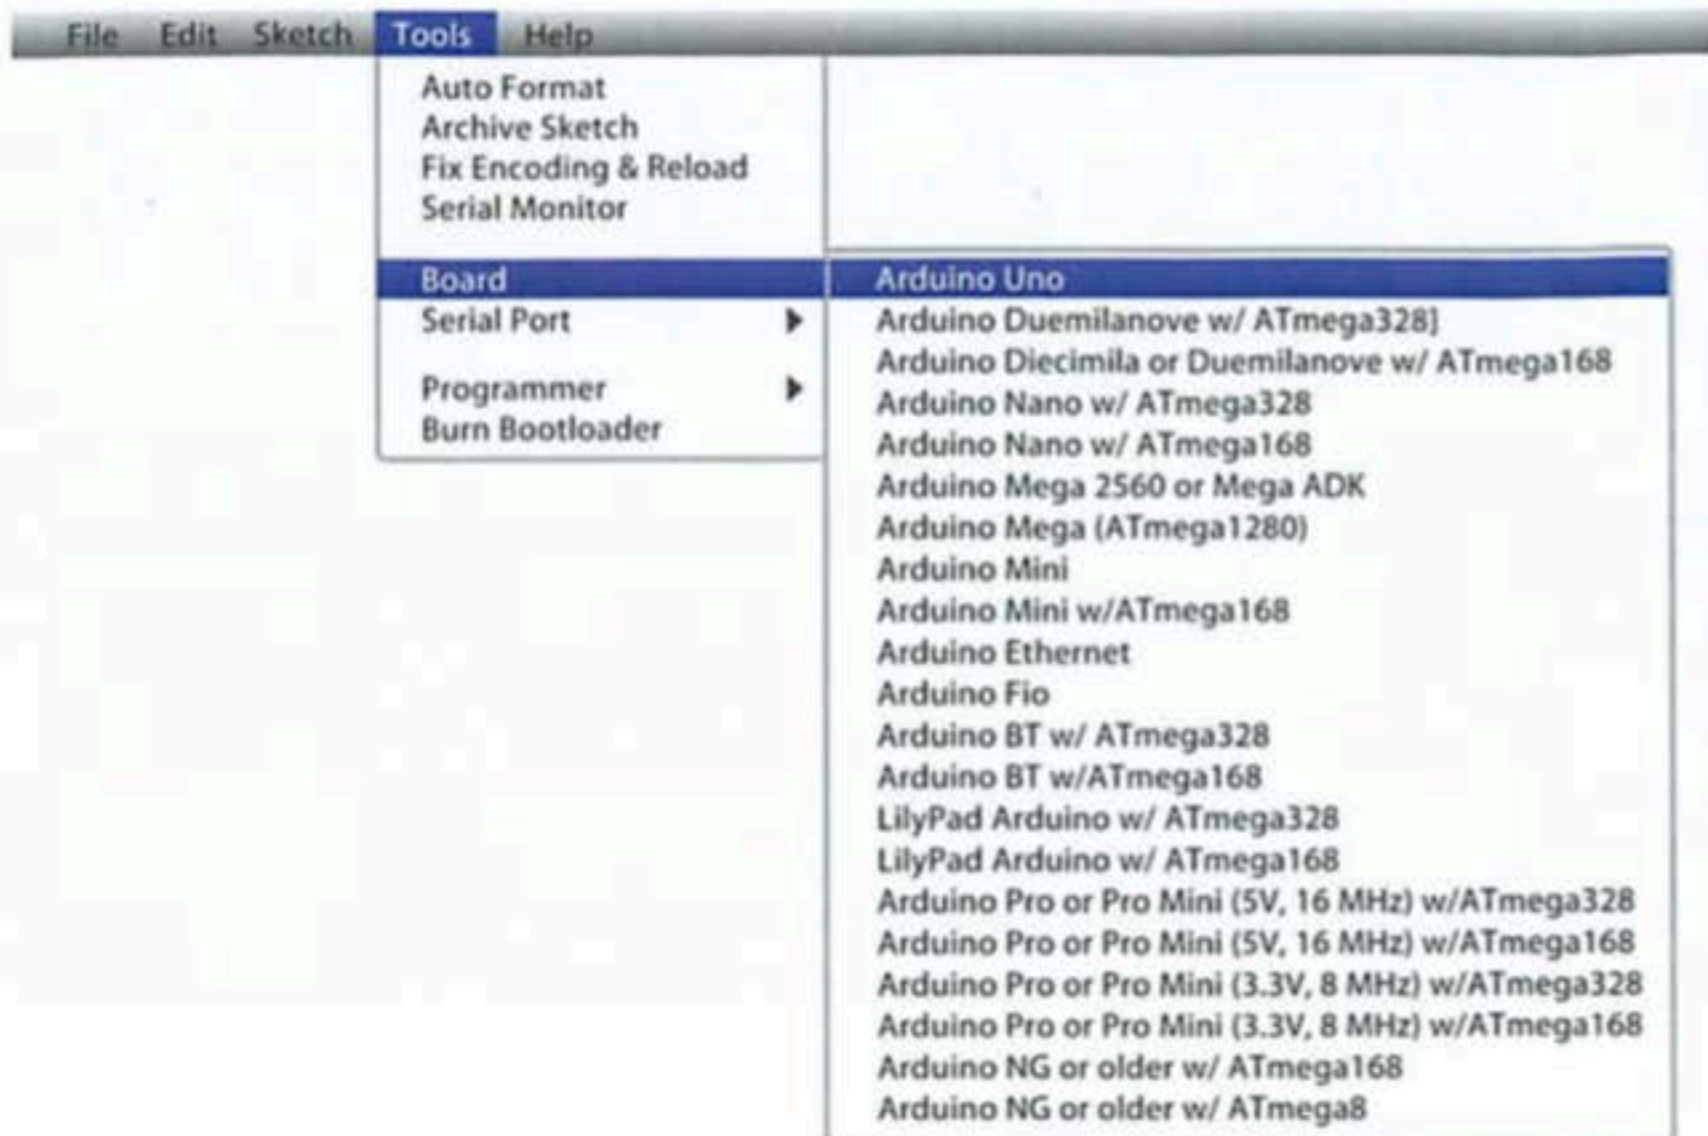 File Edit Sketch Tools Help
Auto Format
Archive Sketch
Fix Encoding & Reload
Serial Monitor
Board
Serial Port
Programmer
Burn Bootloader
Arduino Uno
Arduino Duemilanove w/ ATmega328]
Arduino Diecimila or Duemilanove w/ ATmega168
Arduino Nano w/ ATmega328
Arduino Nano w/ ATmega168
Arduino Mega 2560 or Mega ADK
Arduino Mega (ATmega1280)
Arduino Mini
Arduino Mini w/ATmega168
Arduino Ethernet
Arduino Fio
Arduino BT w/ ATmega328
Arduino BT w/ATmega168
LilyPad Arduino w/ ATmega328
LilyPad Arduino w/ ATmega168
Arduino Pro or Pro Mini (5V, 16 MHz) w/ATmega328
Arduino Pro or Pro Mini (5V, 16 MHz) w/ATmega168
Arduino Pro or Pro Mini (3.3V, 8 MHz) w/ATmega328
Arduino Pro or Pro Mini (3.3V, 8 MHz) w/ATmega168
Arduino NG or older w/ ATmega168
Arduino NG or older w/ ATmega8